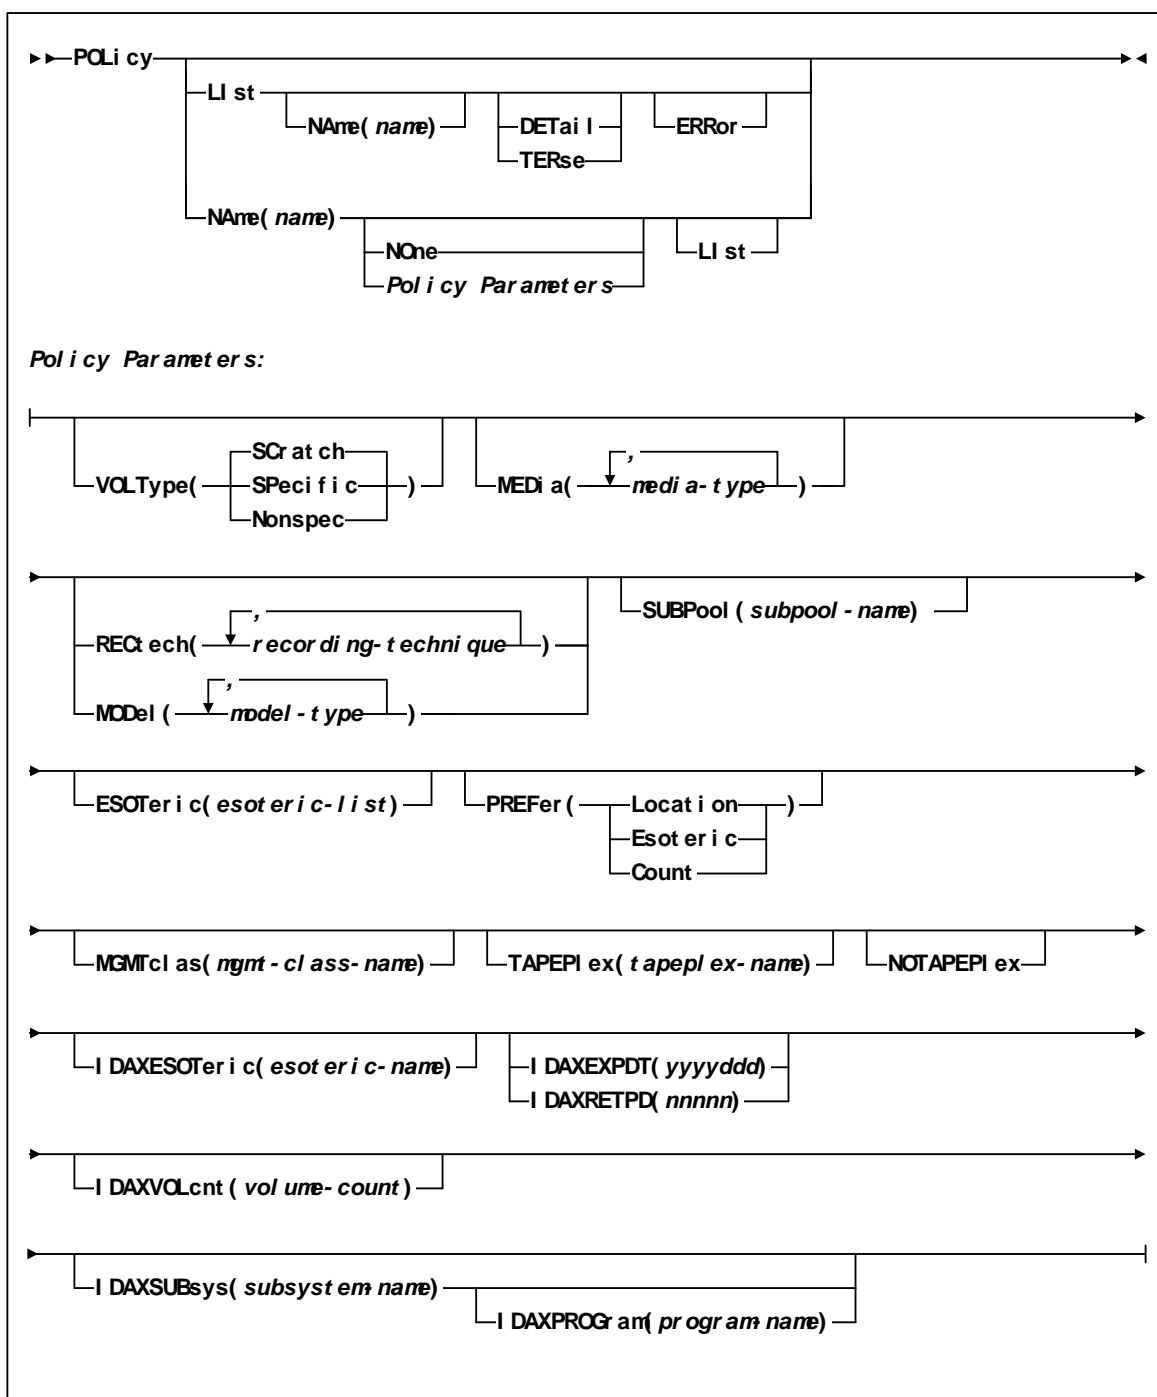 POLicy
LIst
NAme(name)
DETail
ERRor
TERse
NAme(name)
NOne
LIst
Policy Parameters
Policy Parameters:
SCratch
,
VOLType(
SPecific
)
MEDia(
media-type
)
Nonspec
,
SUBPool(subpool-name)
RECtech(
recording-technique
)
,
MODel(
model-type
)
ESOTeric(esoteric-list)
PREFer(
Location
)
Esoteric
Count
MGMTclas(mgmt-class-name)
TAPEPlex(tapeplex-name)
NOTAPEPlex
IDAXESOTeric(esoteric-name)
IDAXEXPDT(yyyyddd)
IDAXRETPD(nnnnn)
IDAXVOLcnt(volume-count)
IDAXSUBsys(subsystem-name)
IDAXPROGram(program-name)